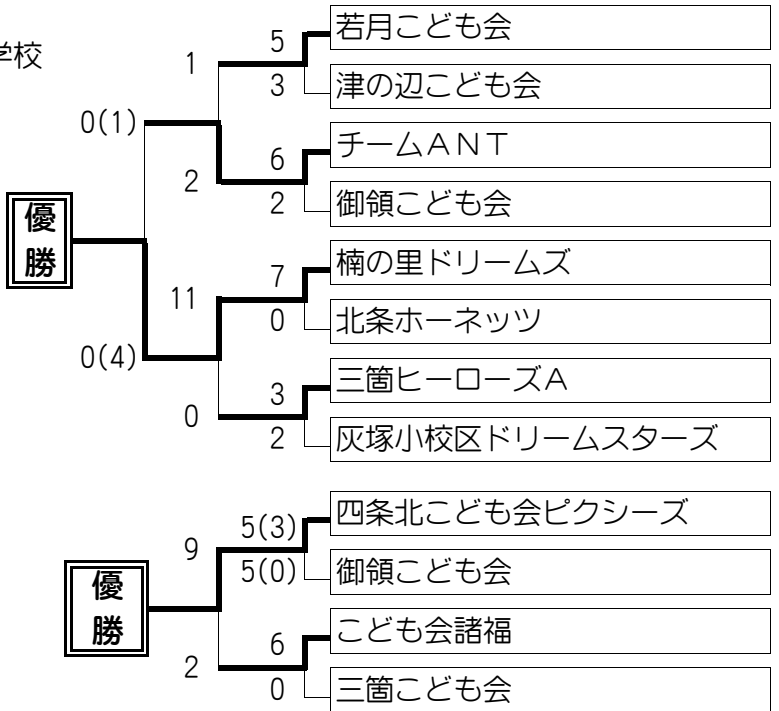 学校
5
若月こども会
1
3
津の辺こども会
0(1)
6
チームANT
2
2
御領こども会
優
勝
7
楠の里ドリームズ
11
0
北条ホーネッツ
0(4)
3
三箇ヒーローズA
0
2
灰塚小校区ドリームスターズ
5(3)
四条北こども会ピクシーズ
9
5(0)
御領こども会
優
勝
6
こども会諸福
2
0
三箇こども会